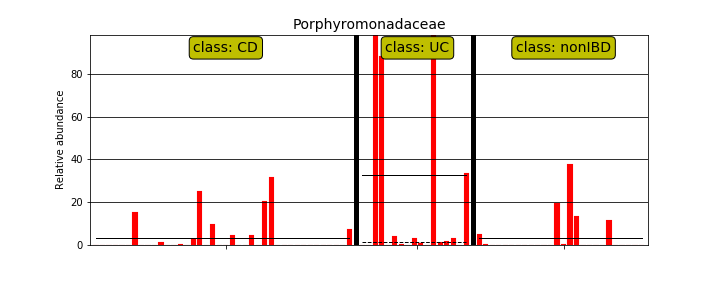 Porphyromonadaceae
class: CD
class: UC
class: nonIBD
Relative abundance
80
60
40
20
0